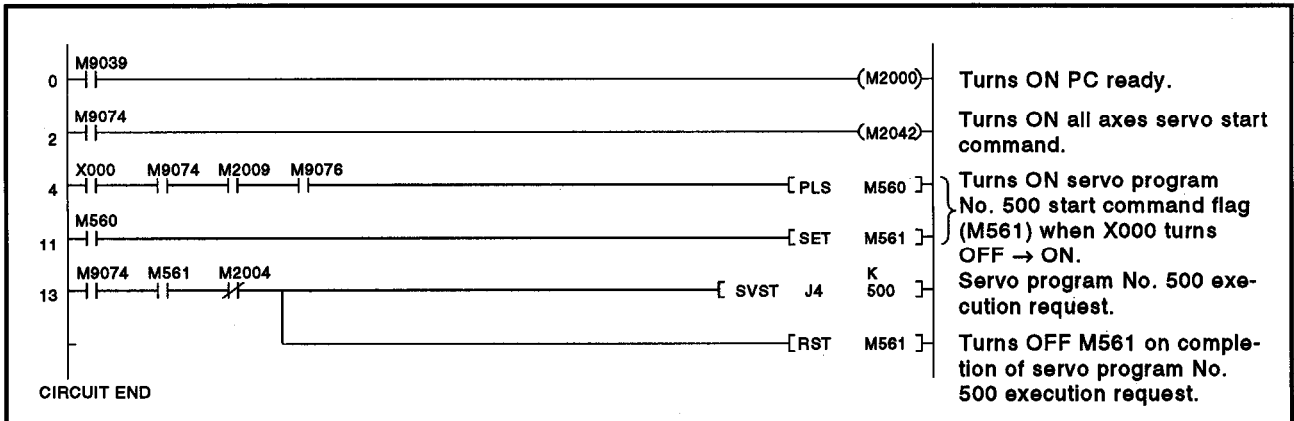 M9039
0 (M2000) Turns ON PC ready.
M9074
2 (M2042) Turns ON all axes servo start
command.
X000 M9074 M2009 M9076
4 PLS M560 Turns ON servo program
No. 500 start command flag
(M561) when X000 turns
OFF → ON.
M560
11 SET M561
M9074 M561 M2004 K
13 SVST J4 500 Servo program No. 500 exe-
cution request.
RST M561 Turns OFF M561 on comple-
tion of servo program No.
500 execution request.
CIRCUIT END